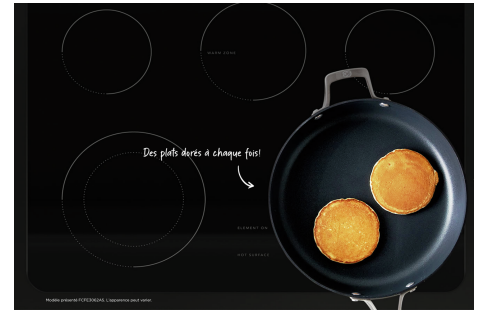 WARM ZONE
Des plats dorés à chaque fois!
ELEMENT ON
HOT SURFACE
Modèle présenté FCFE3062AS. L'apparence peut varier.